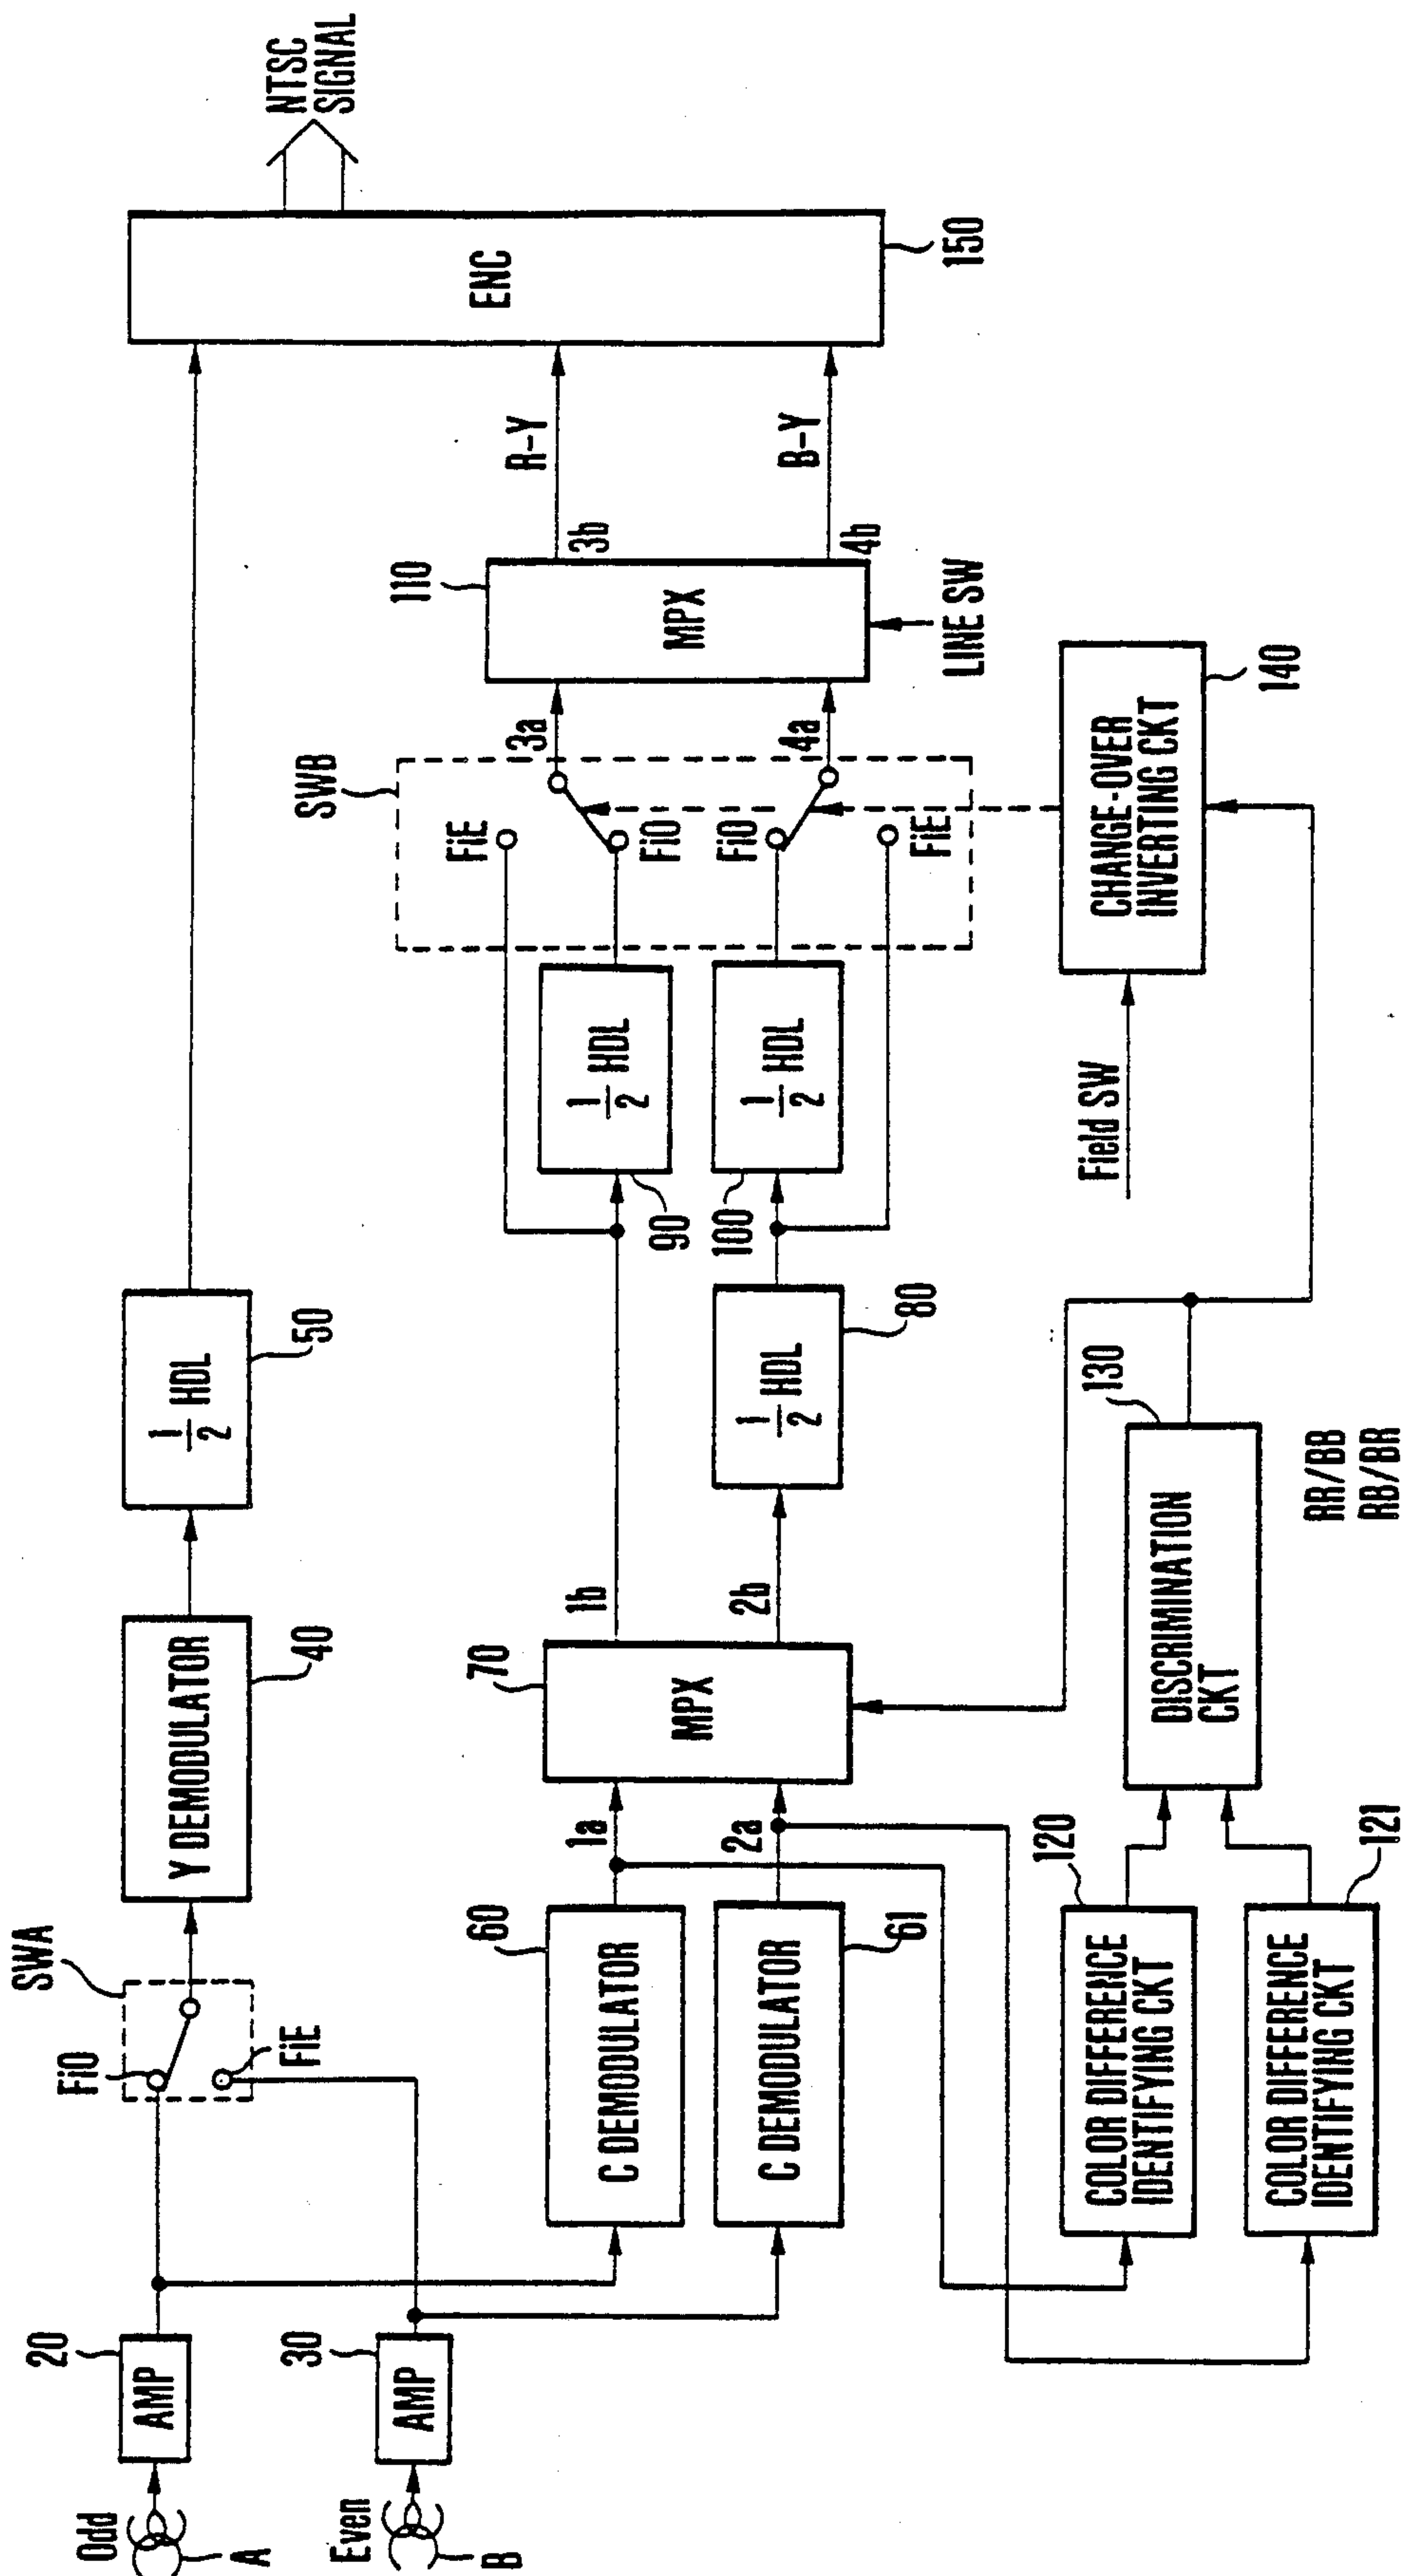 Odd
A
20
AMP
Even
B
30
AMP
SWA
FiO
FiE
Y DEMODULATOR
40
1/2 HDL
50
60
C DEMODULATOR
C DEMODULATOR
61
1a
2a
70
MPX
1b
2b
1/2 HDL
80
1/2 HDL
90
1/2 HDL
100
SWB
FiE
FiO
FiO
FiE
3a
4a
110
MPX
LINE SW
3b
4b
R-Y
B-Y
ENC
150
NTSC
SIGNAL
120
COLOR DIFFERENCE
IDENTIFYING CKT
121
COLOR DIFFERENCE
IDENTIFYING CKT
130
DISCRIMINATION
CKT
RR/BB
RB/BR
Field SW
CHANGE-OVER
INVERTING CKT
140